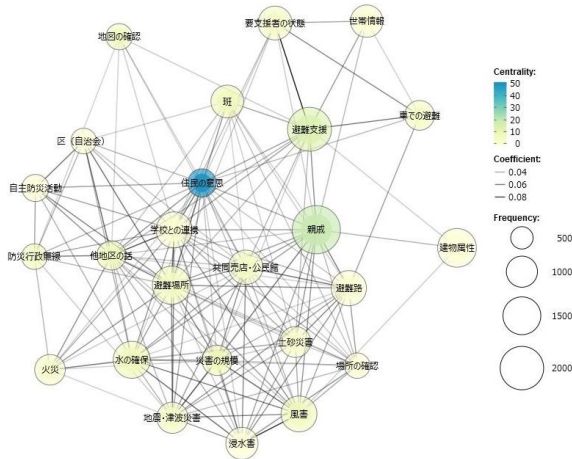 要支援者の状態
世帯情報
地図の確認
班
車での避難
避難支援
区（自治会）
自主防災活動
住民の意思
学校との連携
親戚
防災行政無線
他地区の話
共同売店・公民館
建物属性
避難場所
避難路
土砂災害
火災
水の確保
災害の規模
場所の確認
地震・津波災害
風害
浸水害
Centrality:
50
40
30
20
10
0
Coefficient:
0.04
0.06
0.08
Frequency:
500
1000
1500
2000